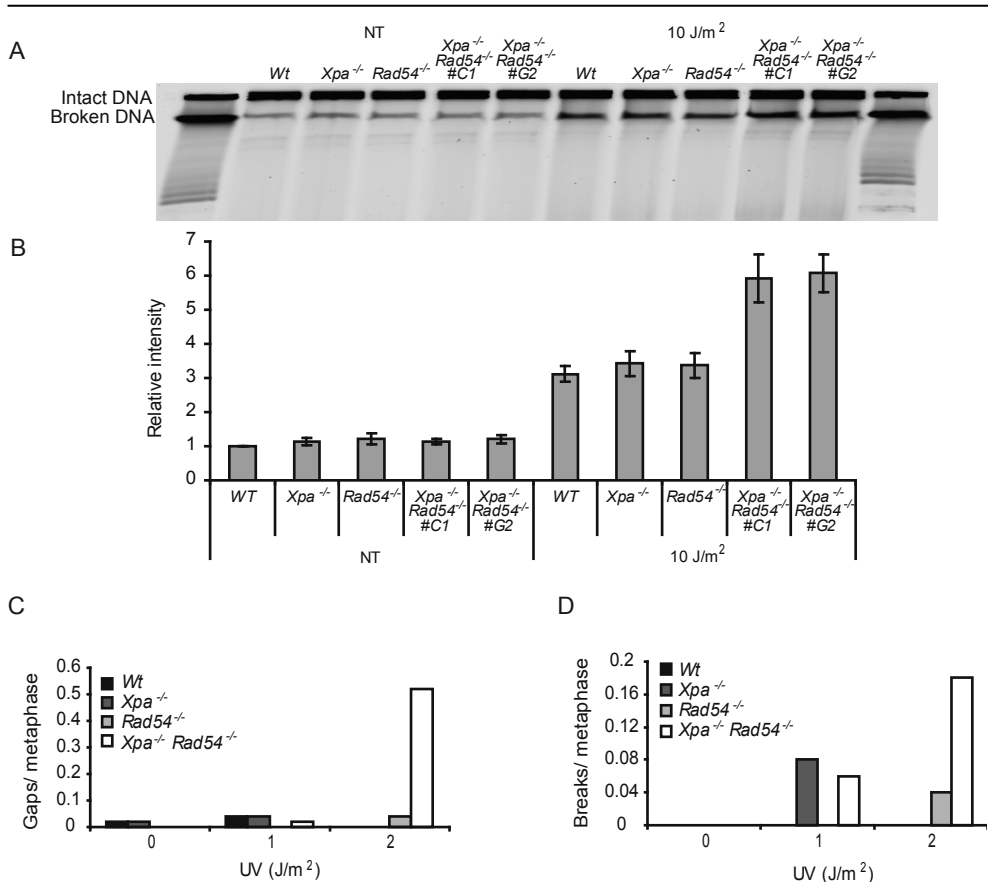 A
NT
10 J/m²
Wt
Xpa⁻/⁻
Rad54⁻/⁻
Xpa⁻/⁻
Rad54⁻/⁻
#C1
Xpa⁻/⁻
Rad54⁻/⁻
#G2
Wt
Xpa⁻/⁻
Rad54⁻/⁻
Xpa⁻/⁻
Rad54⁻/⁻
#C1
Xpa⁻/⁻
Rad54⁻/⁻
#G2
Intact DNA
Broken DNA
B
Relative intensity
7
6
5
4
3
2
1
0
WT
Xpa⁻/⁻
Rad54⁻/⁻
Xpa⁻/⁻
Rad54⁻/⁻
#C1
Xpa⁻/⁻
Rad54⁻/⁻
#G2
WT
Xpa⁻/⁻
Rad54⁻/⁻
Xpa⁻/⁻
Rad54⁻/⁻
#C1
Xpa⁻/⁻
Rad54⁻/⁻
#G2
NT
10 J/m²
C
Gaps/ metaphase
0.6
0.5
0.4
0.3
0.2
0.1
0
Wt
Xpa⁻/⁻
Rad54⁻/⁻
Xpa⁻/⁻ Rad54⁻/⁻
0
1
2
UV (J/m²)
D
Breaks/ metaphase
0.2
0.16
0.12
0.08
0.04
0
Wt
Xpa⁻/⁻
Rad54⁻/⁻
Xpa⁻/⁻ Rad54⁻/⁻
0
1
2
UV (J/m²)